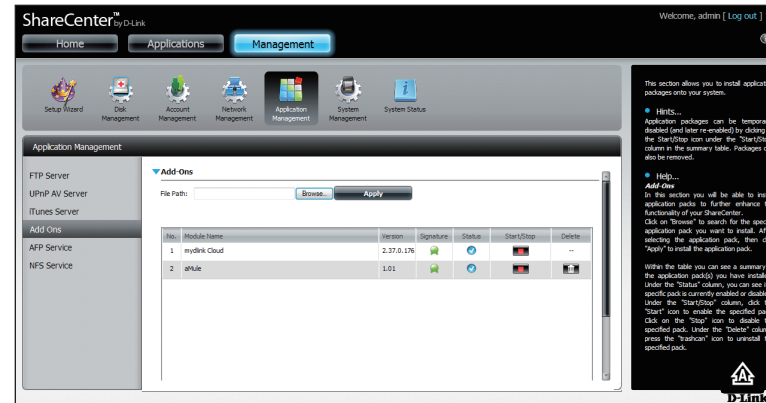 ShareCenter™ by D-Link
Welcome, admin [ Log out ]
Home
Applications
Management
Setup Wizard
Disk Management
Account Management
Network Management
Application Management
System Management
System Status
Application Management
FTP Server
UPnP AV Server
iTunes Server
Add Ons
AFP Service
NFS Service
Add-Ons
File Path:
Browse...
Apply
No. Module Name Version Signature Status Start/Stop Delete
1 mydlink Cloud 2.37.0.176 --
2 aMule 1.01
This section allows you to install applicat
packages onto your system.
Hints...
Application packages can be tempora
disabled (and later re-enabled) by clicking
the Start/Stop icon under the "Start/Sto
column in the summary table. Packages c
also be removed.
Help...
Add-Ons
In this section you will be able to ins
application packs to further enhance t
functionality of your ShareCenter.
Click on "Browse" to search for the spec
application pack you want to install. Aft
selecting the application pack, then c
"Apply" to install the application pack.
Within the table you can see a summary
the application pack(s) you have installe
Under the "Status" column, you can see i
specific pack is currently enabled or disable
Under the "Start/Stop" column, click t
"Start" icon to enable the specified pac
Click on the "Stop" icon to disable t
specified pack. Under the "Delete" colum
press the "trashcan" icon to uninstall t
specified pack.
D-Link